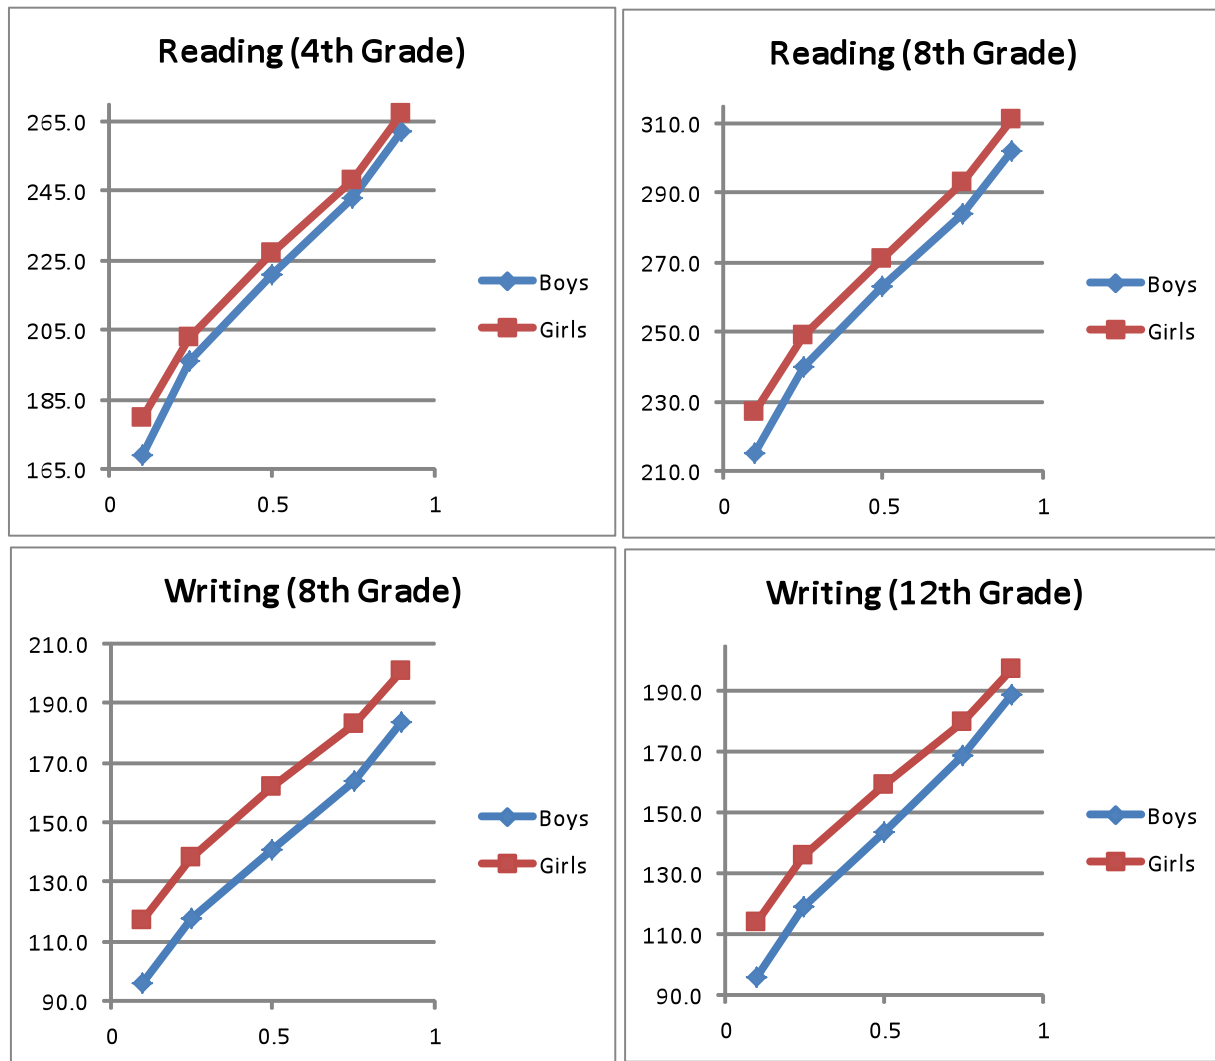 Reading (4th Grade)
265.0
245.0
225.0
205.0
185.0
165.0
0 0.5 1
Boys
Girls
Reading (8th Grade)
310.0
290.0
270.0
250.0
230.0
210.0
0 0.5 1
Boys
Girls
Writing (8th Grade)
210.0
190.0
170.0
150.0
130.0
110.0
90.0
0 0.5 1
Boys
Girls
Writing (12th Grade)
190.0
170.0
150.0
130.0
110.0
90.0
0 0.5 1
Boys
Girls